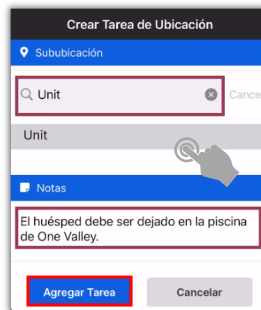 Crear Tarea de Ubicación
Sububicación
Unit
Cance
Unit
Notas
El huésped debe ser dejado en la piscina
de One Valley.
Agregar Tarea
Cancelar